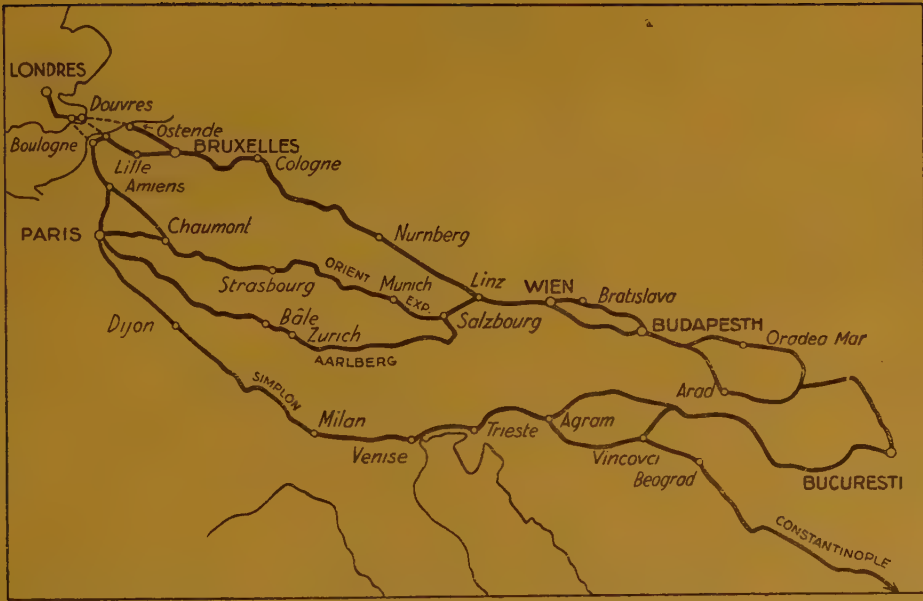 LONDRES
Douvres
Ostende
Boulogne
BRUXELLES
Lille
Cologne
Amiens
PARIS
Chaumont
Nurnberg
Strasbourg
ORIENT
Munich
EXP.
Linz
WIEN
Bratislava
Salzbourg
BUDAPESTH
Oradea Mar
Dijon
Bâle
Zurich
AARLBERG
SIMPLON
Arad
Milan
Venise
Trieste
Agram
Vincovci
Beograd
BUCURESTI
CONSTANTINOPLE